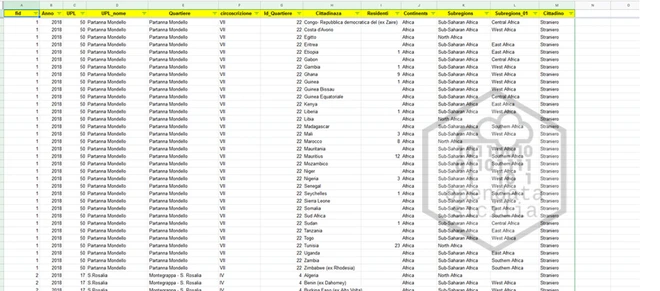 A B C D E F G H I J K L M N O
fid Anno UPL UPL_nome Quartiere circoscrizione Id_Quartiere Cittadinanza Residenti Continente Subregions Subregions_01 Cittadino
1 2018 50 Partanna Mondello Partanna Mondello VII 22 Congo- Repubblica democratica del (ex Zaire) Africa Sub-Saharan Africa Central Africa Straniero
1 2018 50 Partanna Mondello Partanna Mondello VII 22 Costa d'Avorio Africa Sub-Saharan Africa West Africa Straniero
1 2018 50 Partanna Mondello Partanna Mondello VII 22 Egitto Africa North Africa Straniero
1 2018 50 Partanna Mondello Partanna Mondello VII 22 Eritrea Africa Sub-Saharan Africa East Africa Straniero
1 2018 50 Partanna Mondello Partanna Mondello VII 22 Etiopia 1 Africa Sub-Saharan Africa East Africa Straniero
1 2018 50 Partanna Mondello Partanna Mondello VII 22 Gabon Africa Sub-Saharan Africa Central Africa Straniero
1 2018 50 Partanna Mondello Partanna Mondello VII 22 Gambia 1 Africa Sub-Saharan Africa West Africa Straniero
1 2018 50 Partanna Mondello Partanna Mondello VII 22 Ghana Africa Sub-Saharan Africa West Africa Straniero
1 2018 50 Partanna Mondello Partanna Mondello VII 22 Guinea 1 Africa Sub-Saharan Africa West Africa Straniero
1 2018 50 Partanna Mondello Partanna Mondello VII 22 Guinea Bissau Africa Sub-Saharan Africa West Africa Straniero
1 2018 50 Partanna Mondello Partanna Mondello VII 22 Guinea Equatoriale Africa Sub-Saharan Africa Central Africa Straniero
1 2018 50 Partanna Mondello Partanna Mondello VII 22 Kenya Africa Sub-Saharan Africa East Africa Straniero
1 2018 50 Partanna Mondello Partanna Mondello VII 22 Liberia 1 Africa Sub-Saharan Africa West Africa Straniero
1 2018 50 Partanna Mondello Partanna Mondello VII 22 Libia Africa North Africa Straniero
1 2018 50 Partanna Mondello Partanna Mondello VII 22 Madagascar Africa Sub-Saharan Africa Southern Africa Straniero
1 2018 50 Partanna Mondello Partanna Mondello VII 22 Mali 3 Africa Sub-Saharan Africa West Africa Straniero
1 2018 50 Partanna Mondello Partanna Mondello VII 22 Marocco 8 Africa North Africa Straniero
1 2018 50 Partanna Mondello Partanna Mondello VII 22 Mauritania Africa Sub-Saharan Africa West Africa Straniero
1 2018 50 Partanna Mondello Partanna Mondello VII 22 Mauritius 12 Africa Sub-Saharan Africa Southern Africa Straniero
1 2018 50 Partanna Mondello Partanna Mondello VII 22 Mozambico Africa Sub-Saharan Africa Southern Africa Straniero
1 2018 50 Partanna Mondello Partanna Mondello VII 22 Niger Africa Sub-Saharan Africa West Africa Straniero
1 2018 50 Partanna Mondello Partanna Mondello VII 22 Nigeria 3 Africa Sub-Saharan Africa West Africa Straniero
1 2018 50 Partanna Mondello Partanna Mondello VII 22 Senegal Africa Sub-Saharan Africa West Africa Straniero
1 2018 50 Partanna Mondello Partanna Mondello VII 22 Seychelles 1 Africa Sub-Saharan Africa Straniero
1 2018 50 Partanna Mondello Partanna Mondello VII 22 Sierra Leone Africa Sub-Saharan Africa West Africa Straniero
1 2018 50 Partanna Mondello Partanna Mondello VII 22 Somalia Africa Sub-Saharan Africa East Africa Straniero
1 2018 50 Partanna Mondello Partanna Mondello VII 22 Sud Africa Africa Sub-Saharan Africa Southern Africa Straniero
1 2018 50 Partanna Mondello Partanna Mondello VII 22 Sudan 1 Africa Sub-Saharan Africa Straniero
1 2018 50 Partanna Mondello Partanna Mondello VII 22 Tanzania Africa Sub-Saharan Africa East Africa Straniero
1 2018 50 Partanna Mondello Partanna Mondello VII 22 Togo Africa Sub-Saharan Africa West Africa Straniero
1 2018 50 Partanna Mondello Partanna Mondello VII 22 Tunisia 23 Africa North Africa Straniero
1 2018 50 Partanna Mondello Partanna Mondello VII 22 Uganda Africa Sub-Saharan Africa East Africa Straniero
1 2018 50 Partanna Mondello Partanna Mondello VII 22 Zambia Africa Sub-Saharan Africa Southern Africa Straniero
1 2018 50 Partanna Mondello Partanna Mondello VII 22 Zimbabwe (ex Rhodesia) Africa Sub-Saharan Africa Southern Africa Straniero
2 2018 17 S.Rosalia Montegrappa - S. Rosalia IV 4 Algeria Africa North Africa Straniero
2 2018 17 S.Rosalia Montegrappa - S. Rosalia IV 4 Benin (ex Dahomey) Africa Sub-Saharan Africa West Africa Straniero
2 2018 17 S.Rosalia Montegrappa - S. Rosalia IV 4 Burkina Faso (ex Alto Volta) Africa Sub-Saharan Africa West Africa Straniero